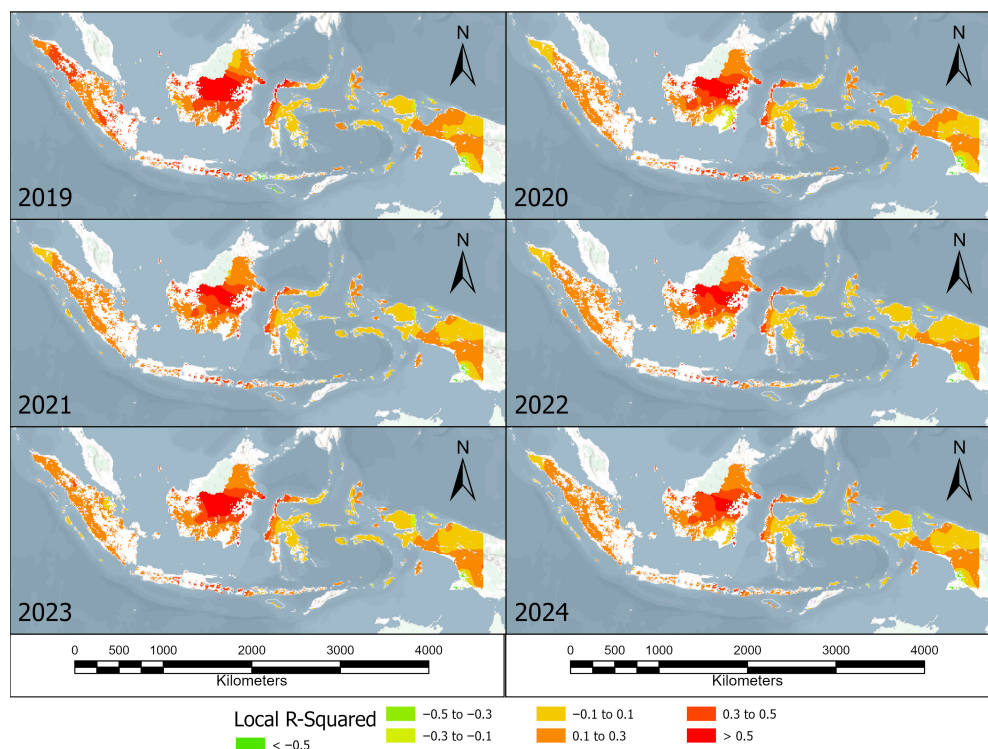 N
N
2019
2020
N
N
2021
2022
N
N
2023
2024
0 500 1000 2000 3000 4000
Kilometers
0 500 1000 2000 3000 4000
Kilometers
Local R-Squared
< −0.5
−0.5 to −0.3
−0.3 to −0.1
−0.1 to 0.1
0.1 to 0.3
0.3 to 0.5
> 0.5